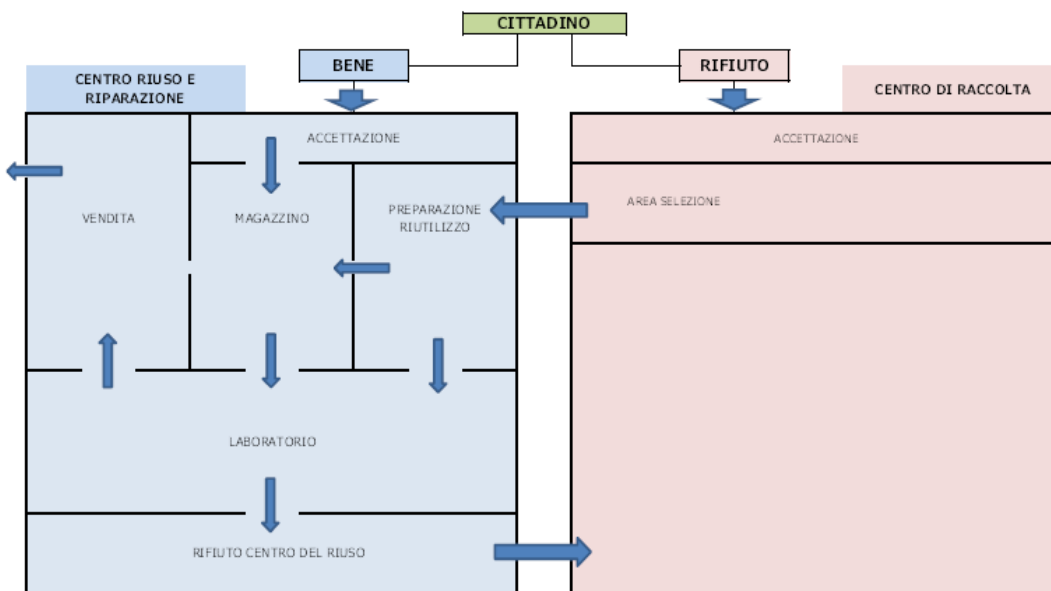 CITTADINO
BENE
RIFIUTO
CENTRO RIUSO E
RIPARAZIONE
CENTRO DI RACCOLTA
ACCETTAZIONE
ACCETTAZIONE
VENDITA
MAGAZZINO
PREPARAZIONE
RIUTILIZZO
AREA SELEZIONE
LABORATORIO
RIFIUTO CENTRO DEL RIUSO